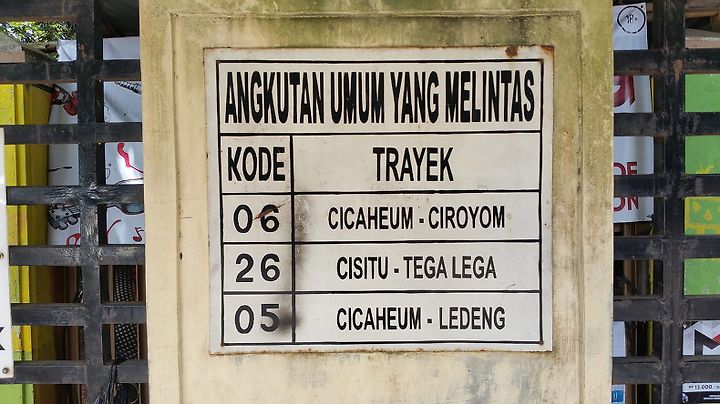 ANGKUTAN UMUM YANG MELINTAS
KODE TRAYEK
06 CICAHEUM - CIROYOM
26 CISITU - TEGA LEGA
05 CICAHEUM - LEDENG